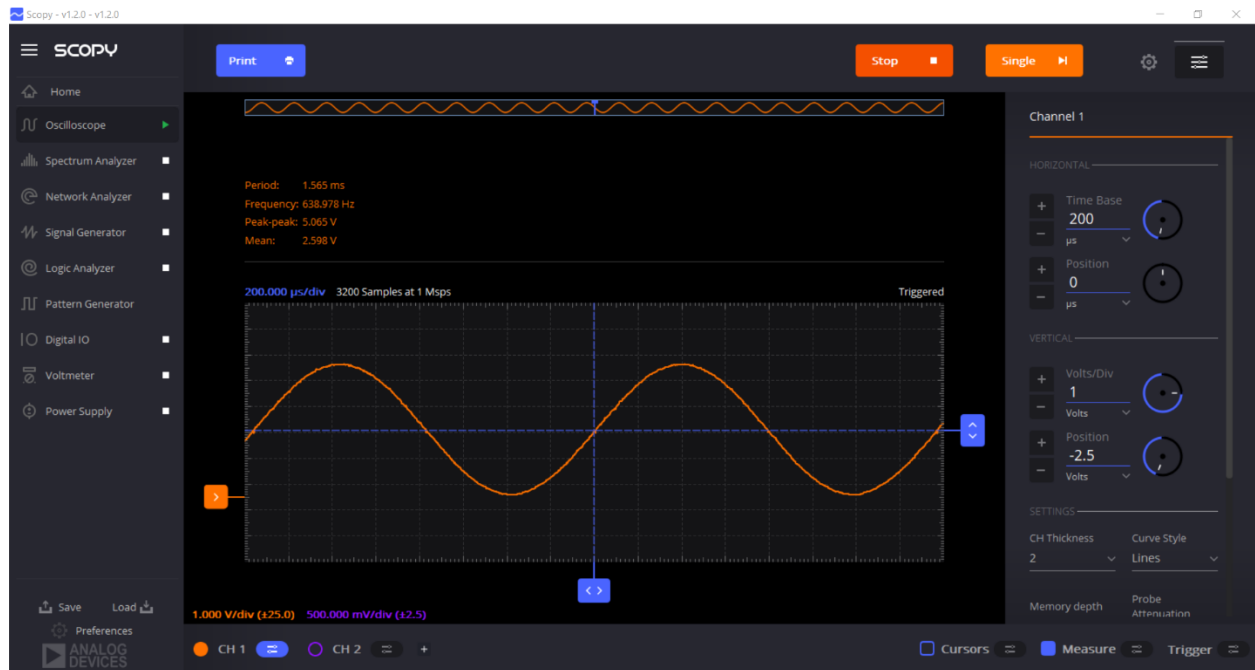 Scopy - v1.2.0 - v1.2.0
SCOPY
Print
Stop
Single
Home
Oscilloscope
Spectrum Analyzer
Network Analyzer
Signal Generator
Logic Analyzer
Pattern Generator
Digital IO
Voltmeter
Power Supply
Save Load
Preferences
ANALOG
DEVICES
Period: 1.565 ms
Frequency: 638.978 Hz
Peak-peak: 5.065 V
Mean: 2.598 V
200.000 µs/div 3200 Samples at 1 Msps Triggered
1.000 V/div (±25.0) 500.000 mV/div (±2.5)
CH 1 CH 2 + Cursors Measure Trigger
Channel 1
HORIZONTAL
Time Base
+ 200
- µs
Position
+ 0
- µs
VERTICAL
Volts/Div
+ 1
- Volts
Position
+ -2.5
- Volts
SETTINGS
CH Thickness Curve Style
2 Lines
Memory depth Probe
Attenuation